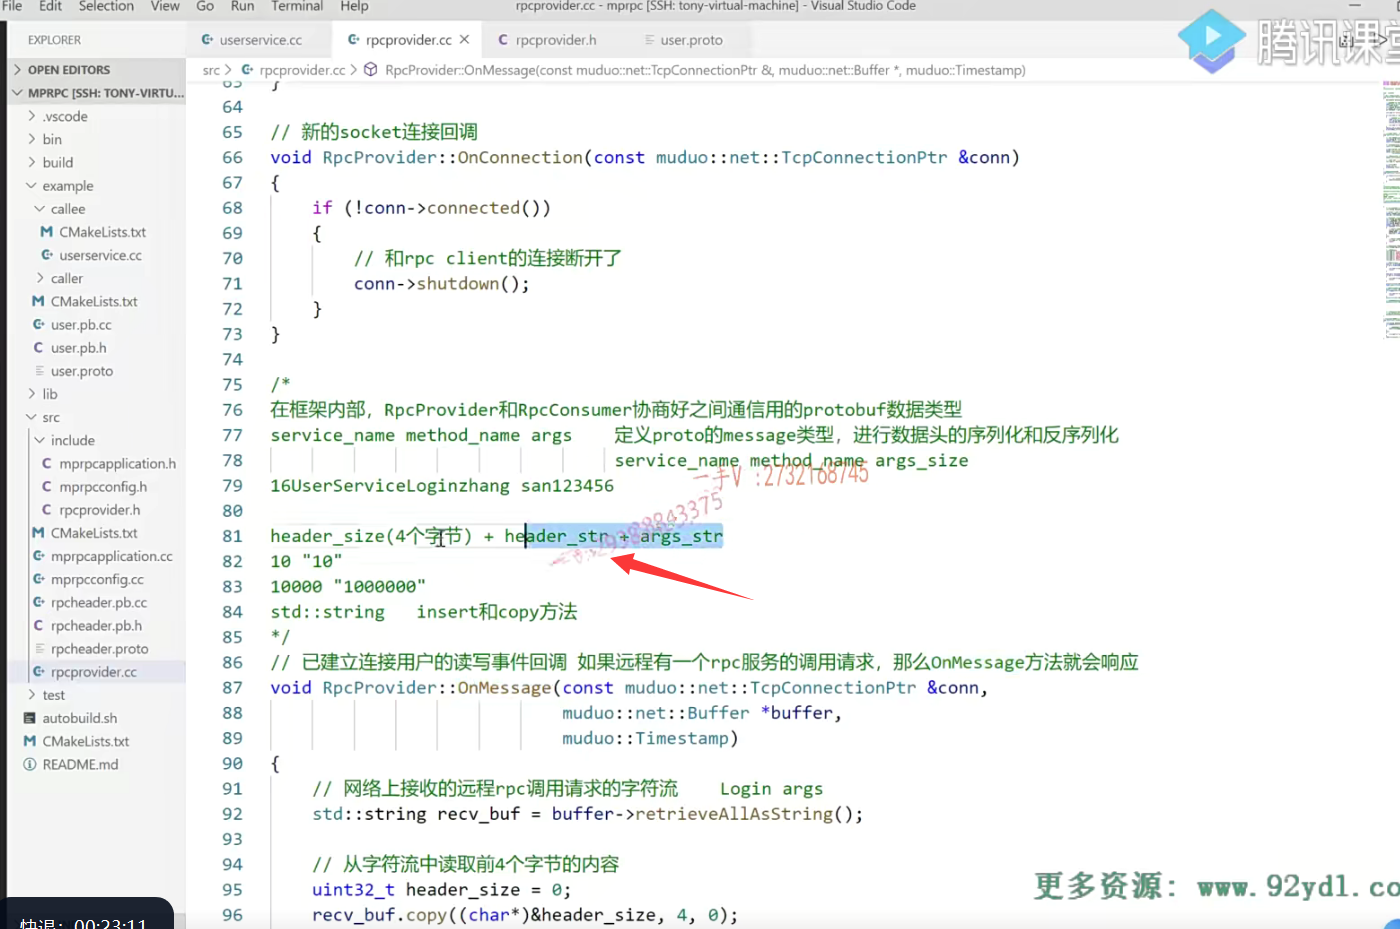 File Edit Selection View Go Run Terminal Help
rpcprovider.cc - mprpc [SSH: tony-virtual-machine] - Visual Studio Code
腾讯课堂
EXPLORER
OPEN EDITORS
MPRPC [SSH: TONY-VIRTU...
.vscode
bin
build
example
callee
CMakeLists.txt
userservice.cc
caller
CMakeLists.txt
user.pb.cc
user.pb.h
user.proto
lib
src
include
mprpcapplication.h
mprpcconfig.h
rpcprovider.h
CMakeLists.txt
mprpcapplication.cc
mprpcconfig.cc
rpcheader.pb.cc
rpcheader.pb.h
rpcheader.proto
rpcprovider.cc
test
autobuild.sh
CMakeLists.txt
README.md
快退: 00:23:11
userservice.cc
rpcprovider.cc
rpcprovider.h
user.proto
src > rpcprovider.cc > RpcProvider::OnMessage(const muduo::net::TcpConnectionPtr &, muduo::net::Buffer *, muduo::Timestamp)
63 }
64
65 // 新的socket连接回调
66 void RpcProvider::OnConnection(const muduo::net::TcpConnectionPtr &conn)
67 {
68 if (!conn->connected())
69 {
70 // 和rpc client的连接断开了
71 conn->shutdown();
72 }
73 }
74
75 /*
76 在框架内部，RpcProvider和RpcConsumer协商好之间通信用的protobuf数据类型
77 service_name method_name args 定义proto的message类型，进行数据头的序列化和反序列化
78 service_name method_name args_size
79 16UserServiceLoginzhang san123456
一手V :2732168745
80
81 header_size(4个字节) + header_str + args_str
82 10 "10"
83 10000 "1000000"
84 std::string insert和copy方法
85 */
86 // 已建立连接用户的读写事件回调 如果远程有一个rpc服务的调用请求，那么OnMessage方法就会响应
87 void RpcProvider::OnMessage(const muduo::net::TcpConnectionPtr &conn,
88 muduo::net::Buffer *buffer,
89 muduo::Timestamp)
90 {
91 // 网络上接收的远程rpc调用请求的字符流 Login args
92 std::string recv_buf = buffer->retrieveAllAsString();
93
94 // 从字符流中读取前4个字节的内容
95 uint32_t header_size = 0;
96 recv_buf.copy((char*)&header_size, 4, 0);
更多资源: www.92ydl.co